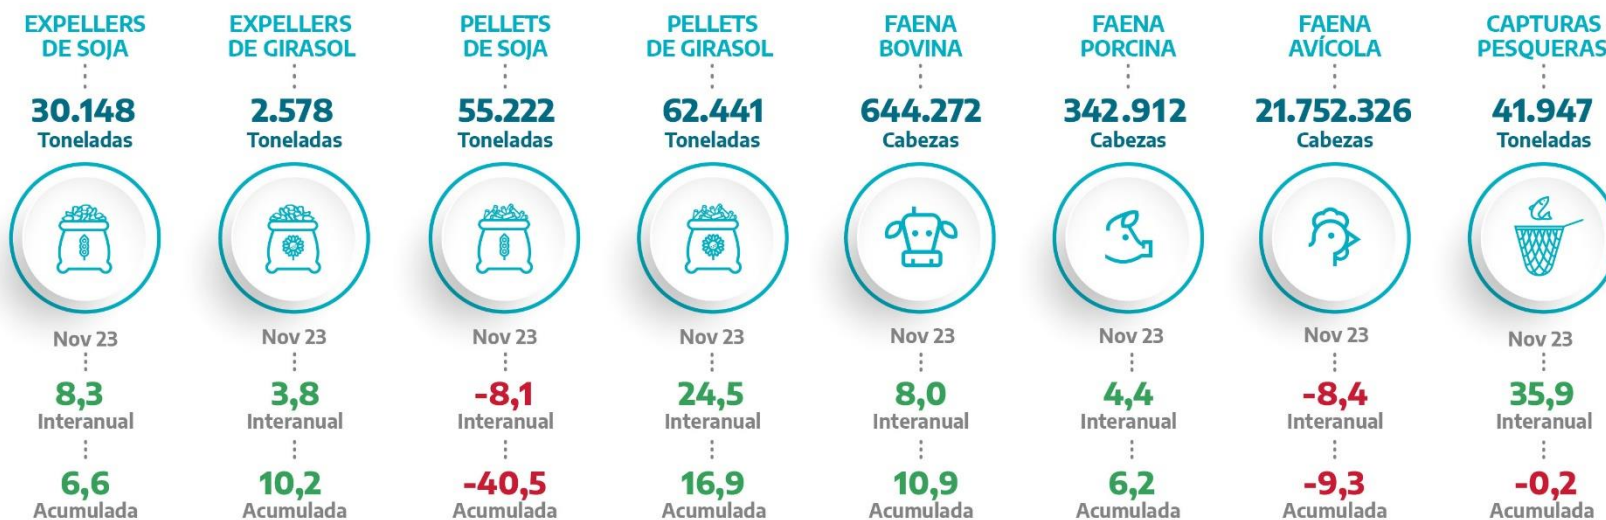 EXPELLERS
DE SOJA
30.148
Toneladas
Nov 23
8,3
Interanual
6,6
Acumulada
EXPELLERS
DE GIRASOL
2.578
Toneladas
Nov 23
3,8
Interanual
10,2
Acumulada
PELLETS
DE SOJA
55.222
Toneladas
Nov 23
-8,1
Interanual
-40,5
Acumulada
PELLETS
DE GIRASOL
62.441
Toneladas
Nov 23
24,5
Interanual
16,9
Acumulada
FAENA
BOVINA
644.272
Cabezas
Nov 23
8,0
Interanual
10,9
Acumulada
FAENA
PORCINA
342.912
Cabezas
Nov 23
4,4
Interanual
6,2
Acumulada
FAENA
AVÍCOLA
21.752.326
Cabezas
Nov 23
-8,4
Interanual
-9,3
Acumulada
CAPTURAS
PESQUERAS
41.947
Toneladas
Nov 23
35,9
Interanual
-0,2
Acumulada